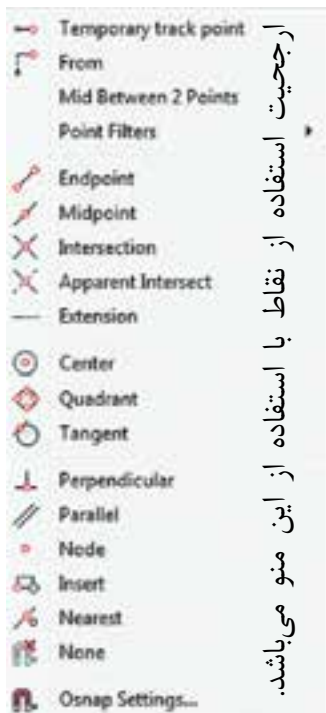 Temporary track point
From
Mid Between 2 Points
Point Filters
Endpoint
Midpoint
Intersection
Apparent Intersect
Extension
Center
Quadrant
Tangent
Perpendicular
Parallel
Node
Insert
Nearest
None
Osnap Settings...
ارجحیت استفاده از نقاط با استفاده از این منو می‌باشد.